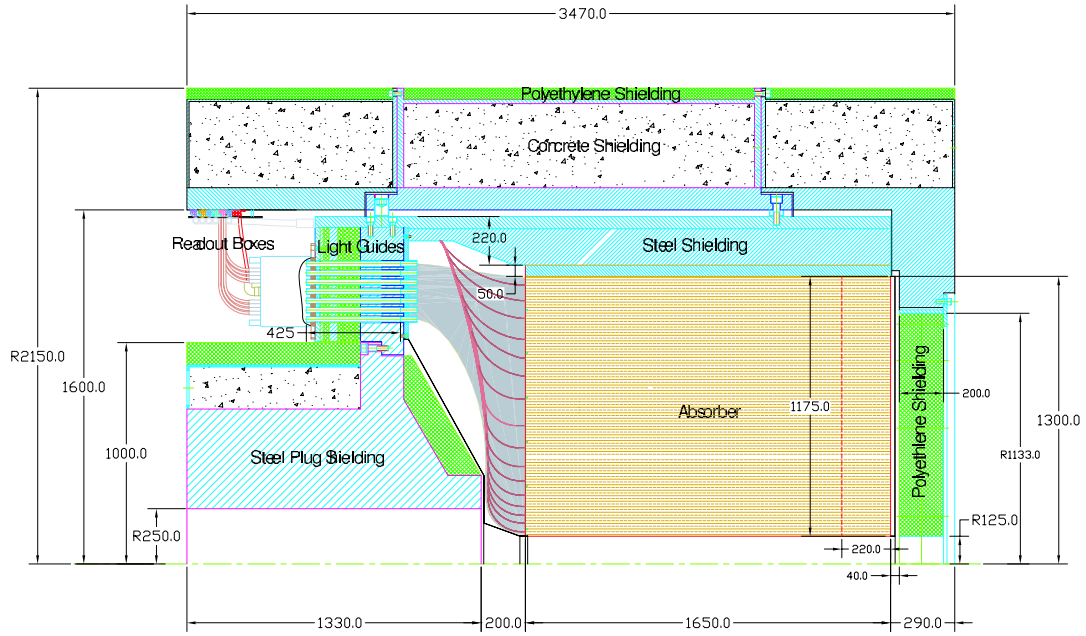 3470.0
Polyethylene Shielding
Concrete Shielding
Readout Boxes
Light Guides
220.0
Steel Shielding
50.0
425
R2150.0
1600.0
1000.0
R250.0
Steel Plug Shielding
Absorber
1175.0
Polyethlene Shielding
200.0
1300.0
R1133.0
R125.0
220.0
40.0
1330.0
200.0
1650.0
290.0